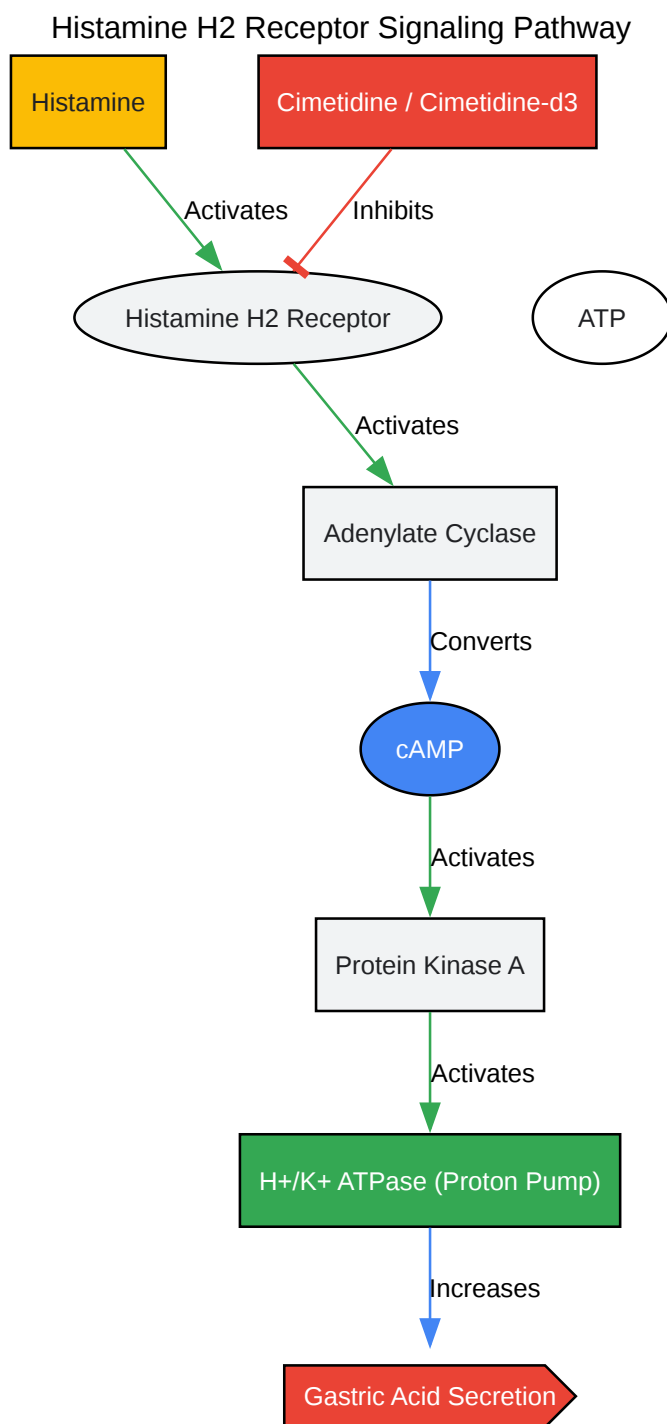 Histamine H2 Receptor Signaling Pathway
Histamine
Cimetidine / Cimetidine-d3
Activates
Inhibits
Histamine H2 Receptor
ATP
Activates
Adenylate Cyclase
Converts
cAMP
Activates
Protein Kinase A
Activates
H+/K+ ATPase (Proton Pump)
Increases
Gastric Acid Secretion